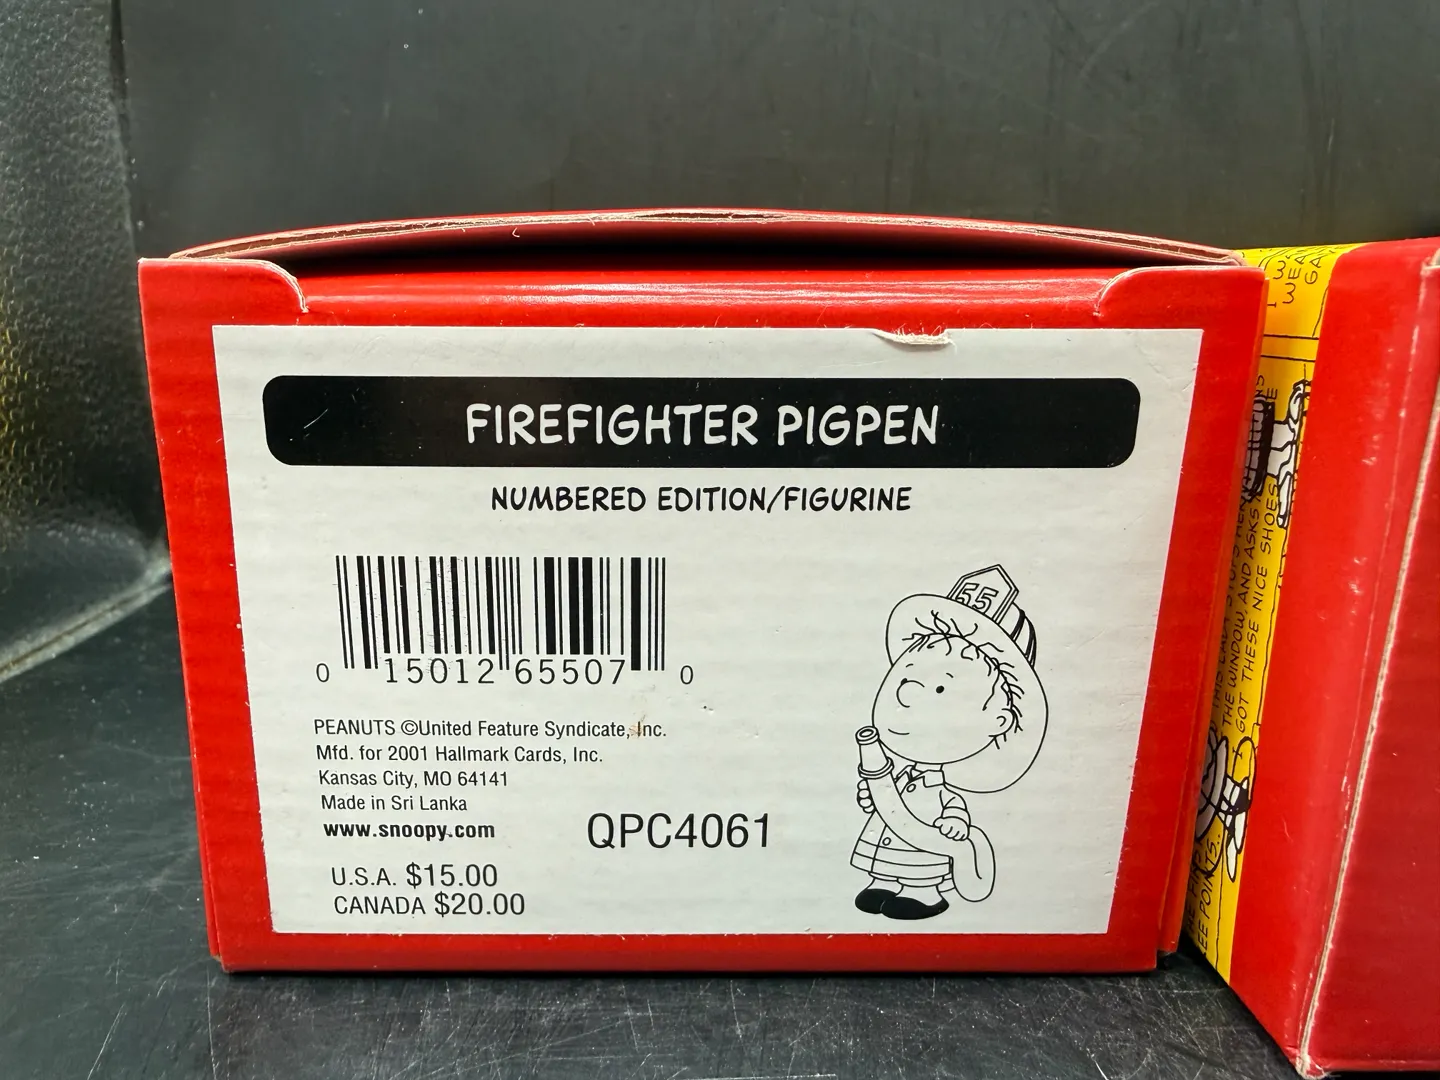 FIREFIGHTER PIGPEN
NUMBERED EDITION/FIGURINE
55
0 15012 65507 0
PEANUTS ©United Feature Syndicate, Inc.
Mfd. for 2001 Hallmark Cards, Inc.
Kansas City, MO 64141
Made in Sri Lanka
www.snoopy.com
QPC4061
U.S.A. $15.00
CANADA $20.00
THE WINDOW, AND ASKS
GOT THESE NICE SHOES
POINTS..